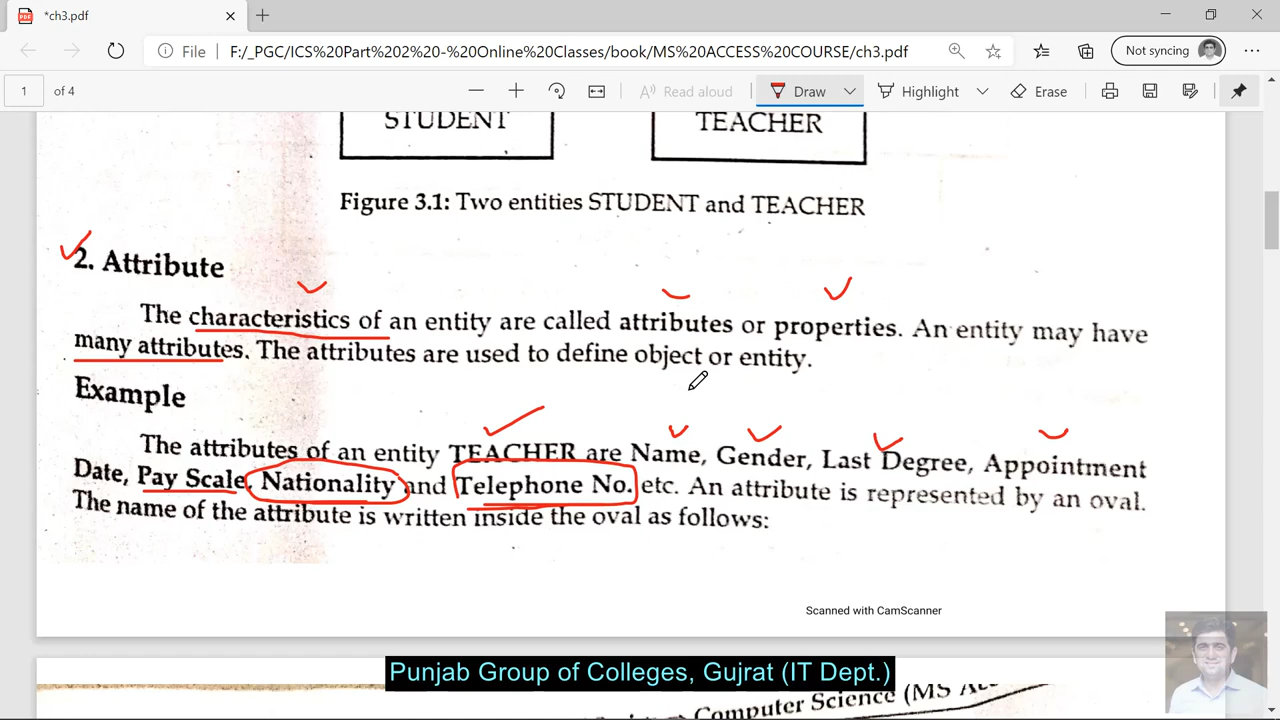 *ch3.pdf
File F:/_PGC/ICS%20Part%202%20-%20Online%20Classes/book/MS%20ACCESS%20COURSE/ch3.pdf
Not syncing
1 of 4
Read aloud
Draw
Highlight
Erase
STUDENT TEACHER
Figure 3.1: Two entities STUDENT and TEACHER
2. Attribute
The characteristics of an entity are called attributes or properties. An entity may have
many attributes. The attributes are used to define object or entity.
Example
The attributes of an entity TEACHER are Name, Gender, Last Degree, Appointment
Date, Pay Scale, Nationality and Telephone No. etc. An attribute is represented by an oval.
The name of the attribute is written inside the oval as follows:
Scanned with CamScanner
Computer Science (MS
Punjab Group of Colleges, Gujrat (IT Dept.)